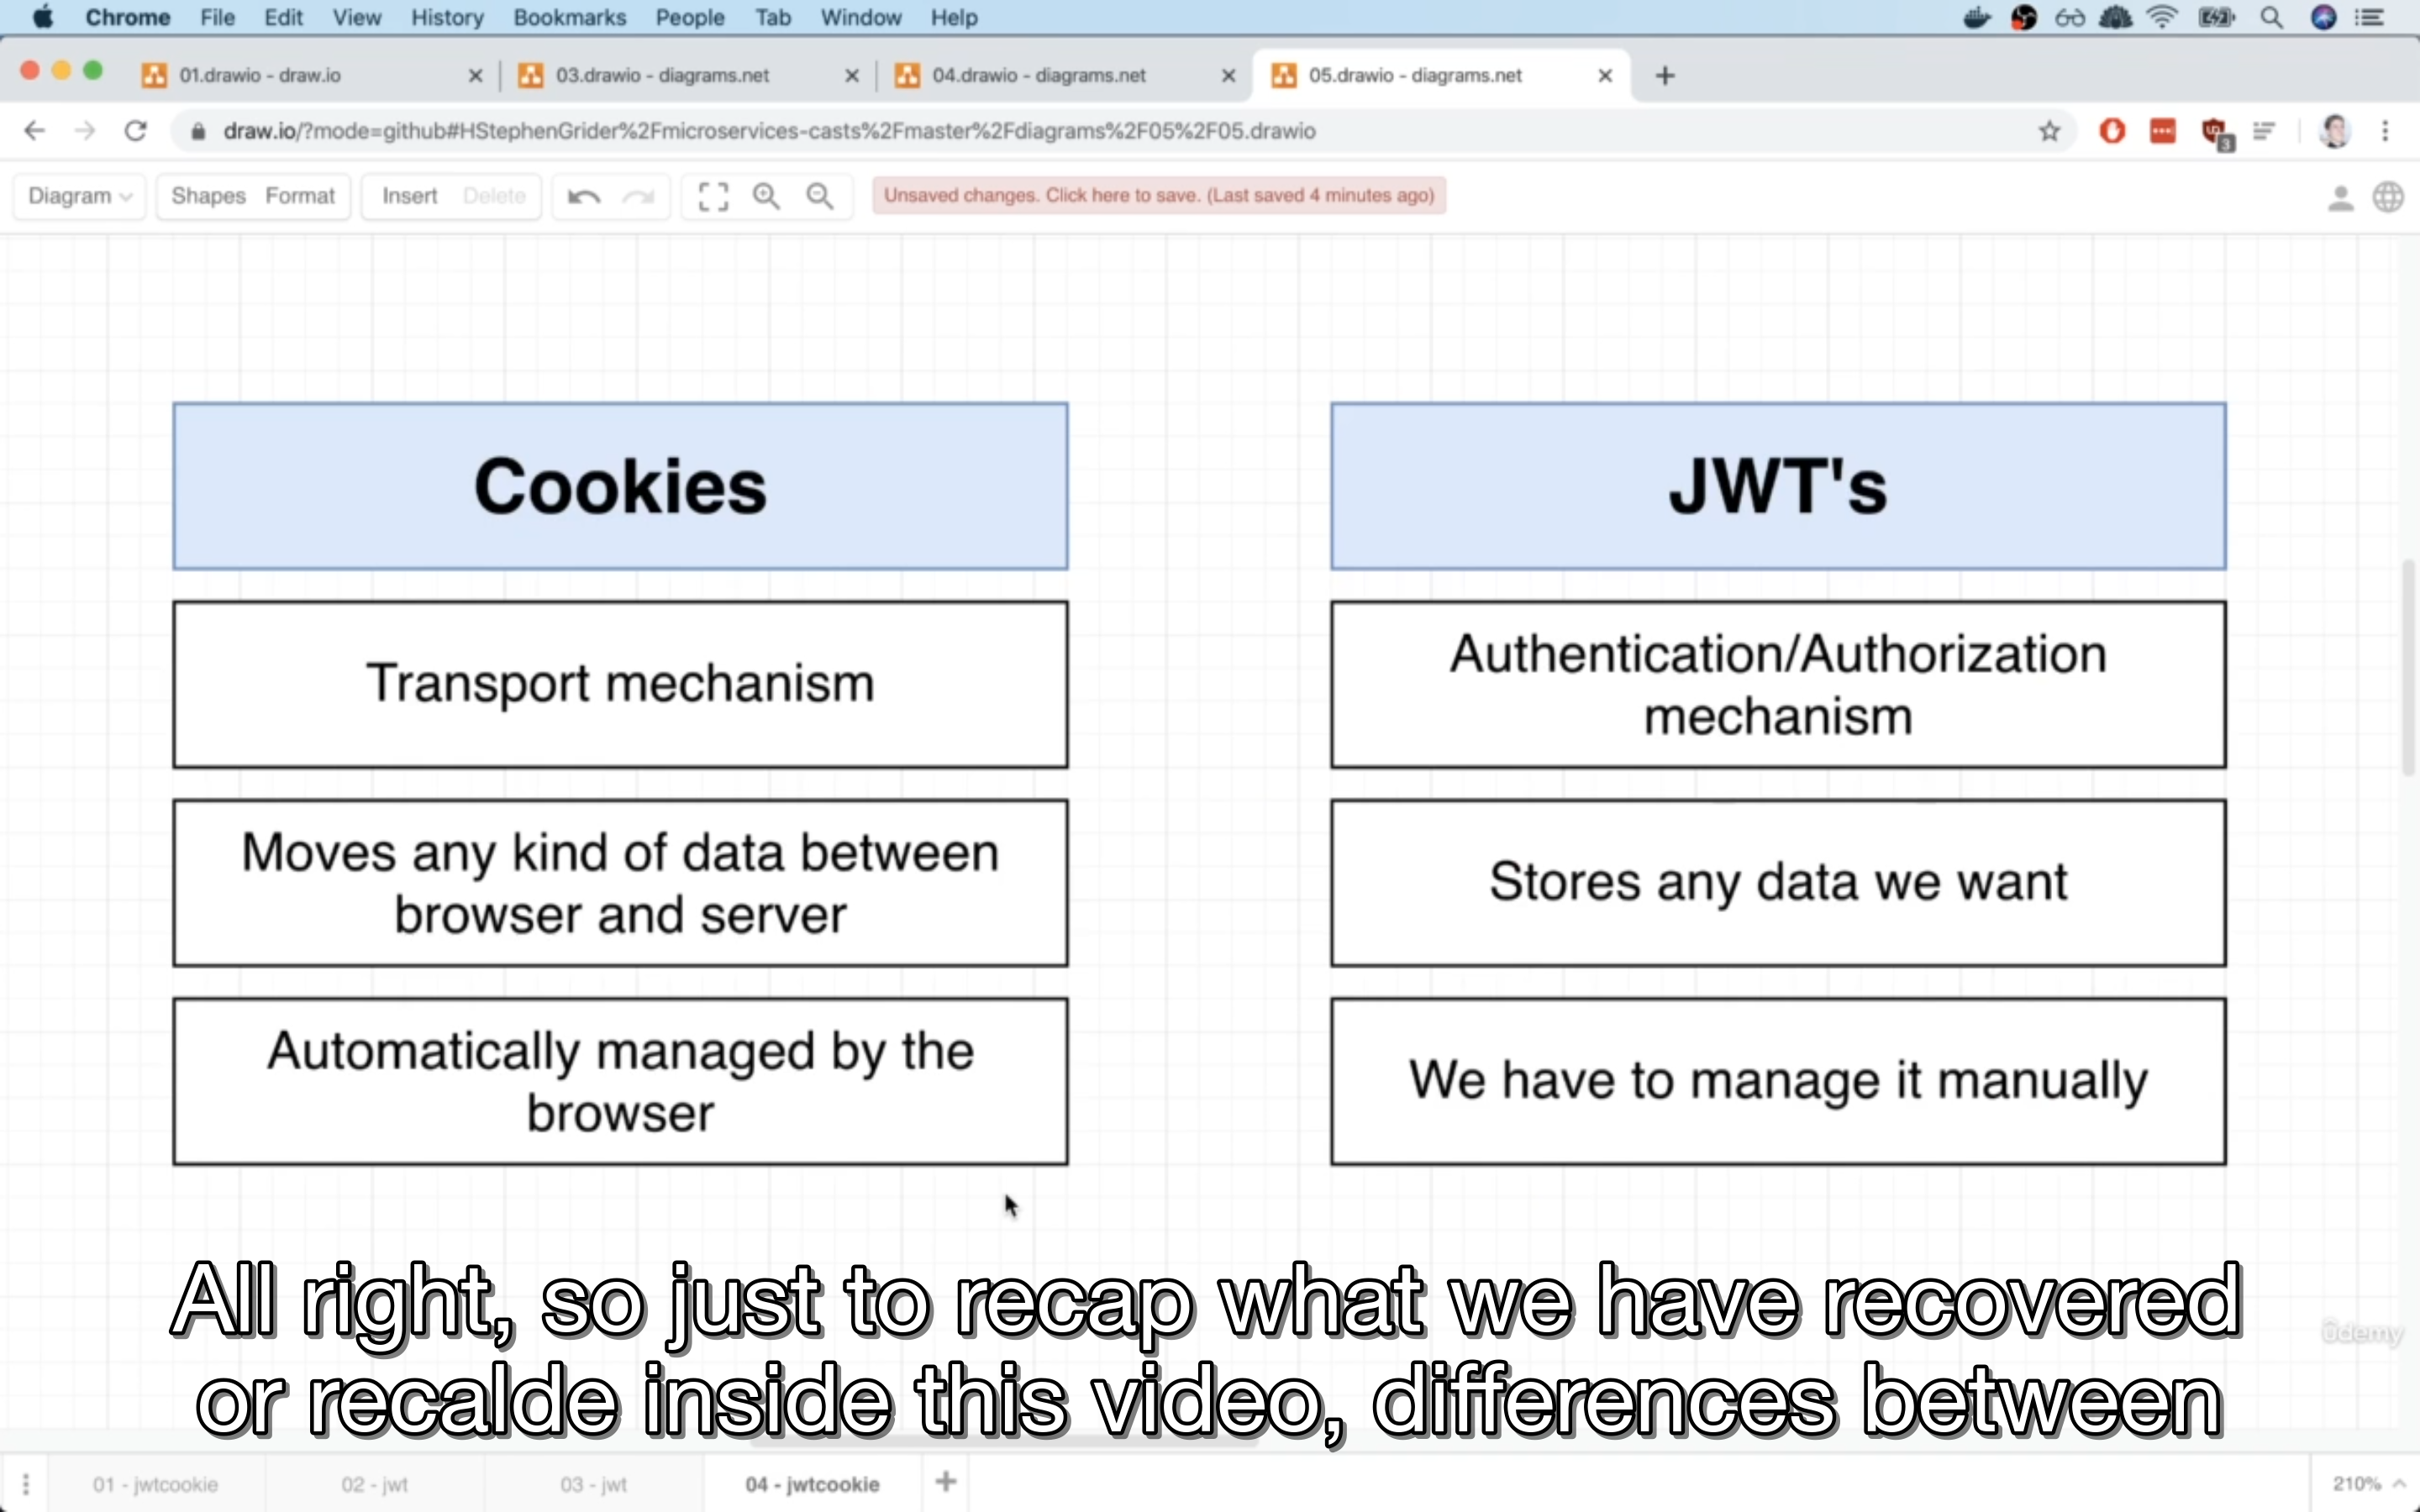 Chrome File Edit View History Bookmarks People Tab Window Help
01.drawio - draw.io 03.drawio - diagrams.net 04.drawio - diagrams.net 05.drawio - diagrams.net
draw.io/?mode=github#HStephenGrider%2Fmicroservices-casts%2Fmaster%2Fdiagrams%2F05%2F05.drawio
3
Diagram Shapes Format Insert Delete Unsaved changes. Click here to save. (Last saved 4 minutes ago)
Cookies
Transport mechanism
Moves any kind of data between
browser and server
Automatically managed by the
browser
JWT's
Authentication/Authorization
mechanism
Stores any data we want
We have to manage it manually
All right, so just to recap what we have recovered
or recalde inside this video, differences between
ûdemy
01 - jwtcookie 02 - jwt 03 - jwt 04 - jwtcookie
210%